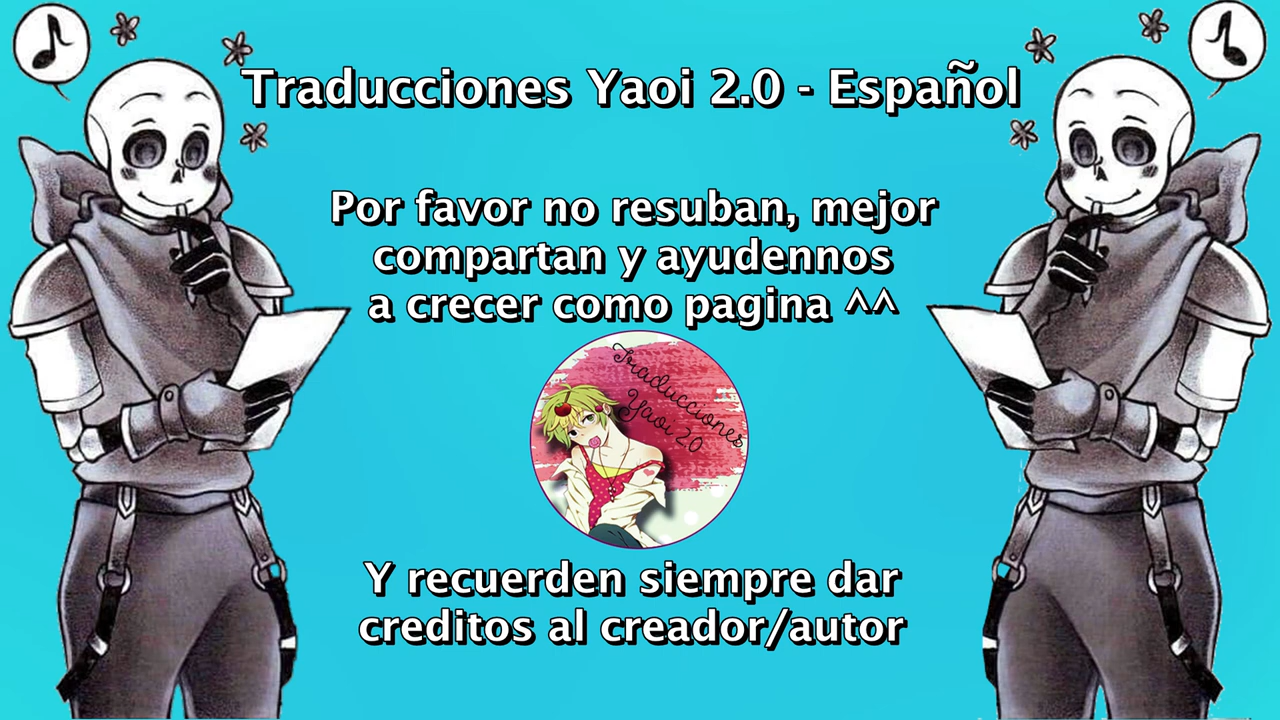 Traducciones Yaoi 2.0 - Español
Por favor no resuban, mejor
compartan y ayudennos
a crecer como pagina ^^
Traducciones
Yaoi 2.0
Y recuerden siempre dar
creditos al creador/autor